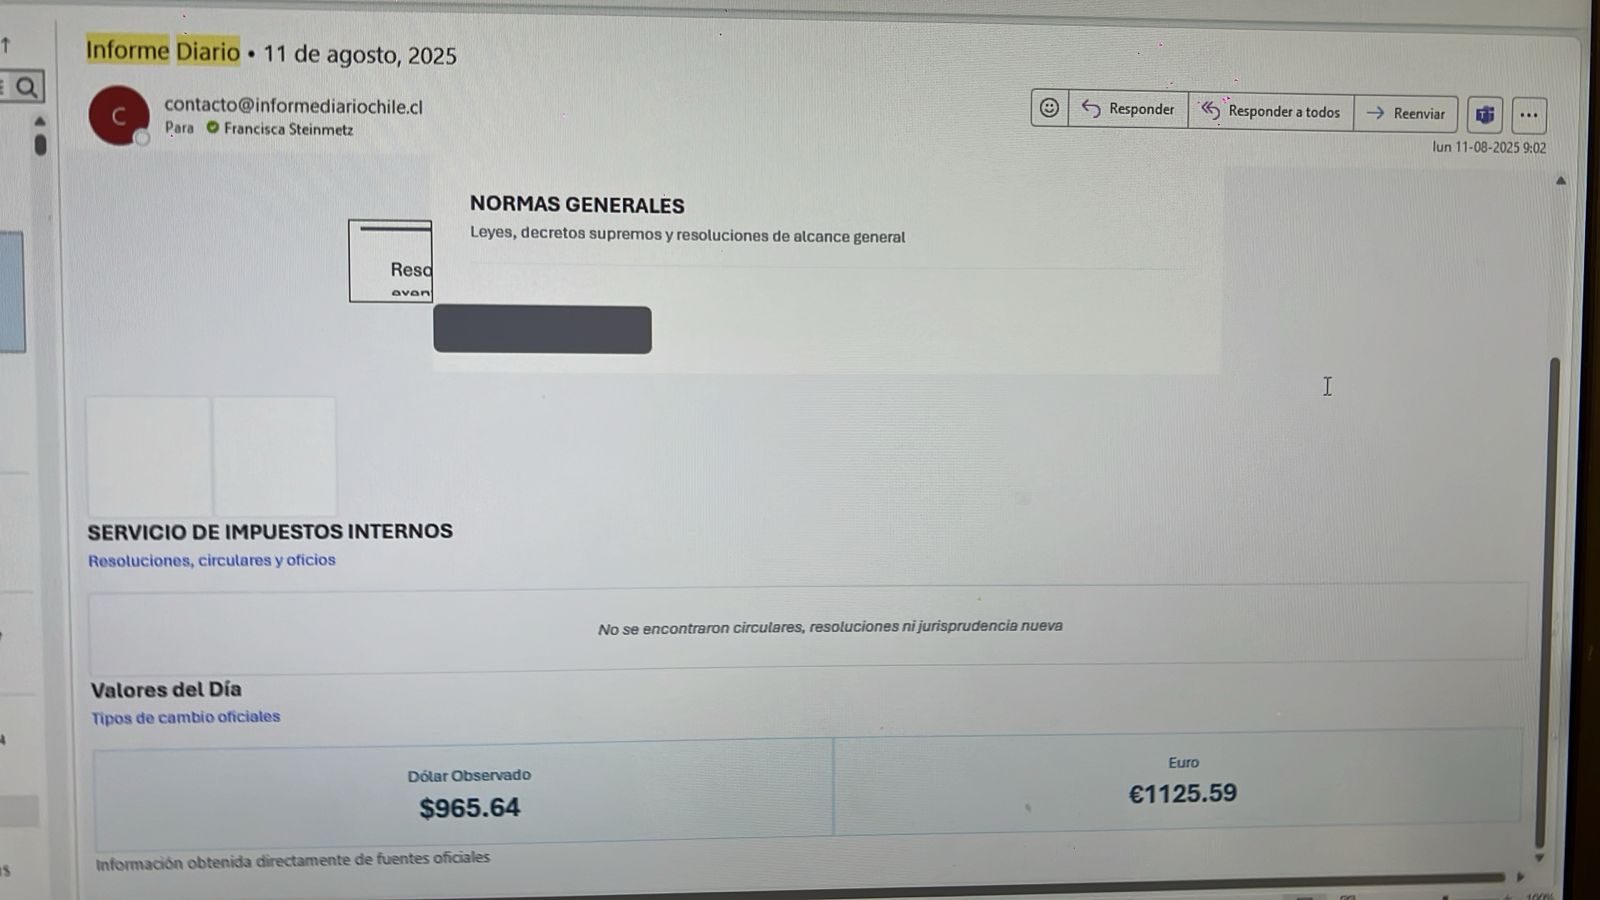 Informe Diario • 11 de agosto, 2025
C
contacto@informediariochile.cl
Para Francisca Steinmetz
Responder
Responder a todos
Reenviar
lun 11-08-2025 9:02
NORMAS GENERALES
Leyes, decretos supremos y resoluciones de alcance general
Reso
avan
SERVICIO DE IMPUESTOS INTERNOS
Resoluciones, circulares y oficios
No se encontraron circulares, resoluciones ni jurisprudencia nueva
Valores del Día
Tipos de cambio oficiales
Dólar Observado
$965.64
Euro
€1125.59
Información obtenida directamente de fuentes oficiales